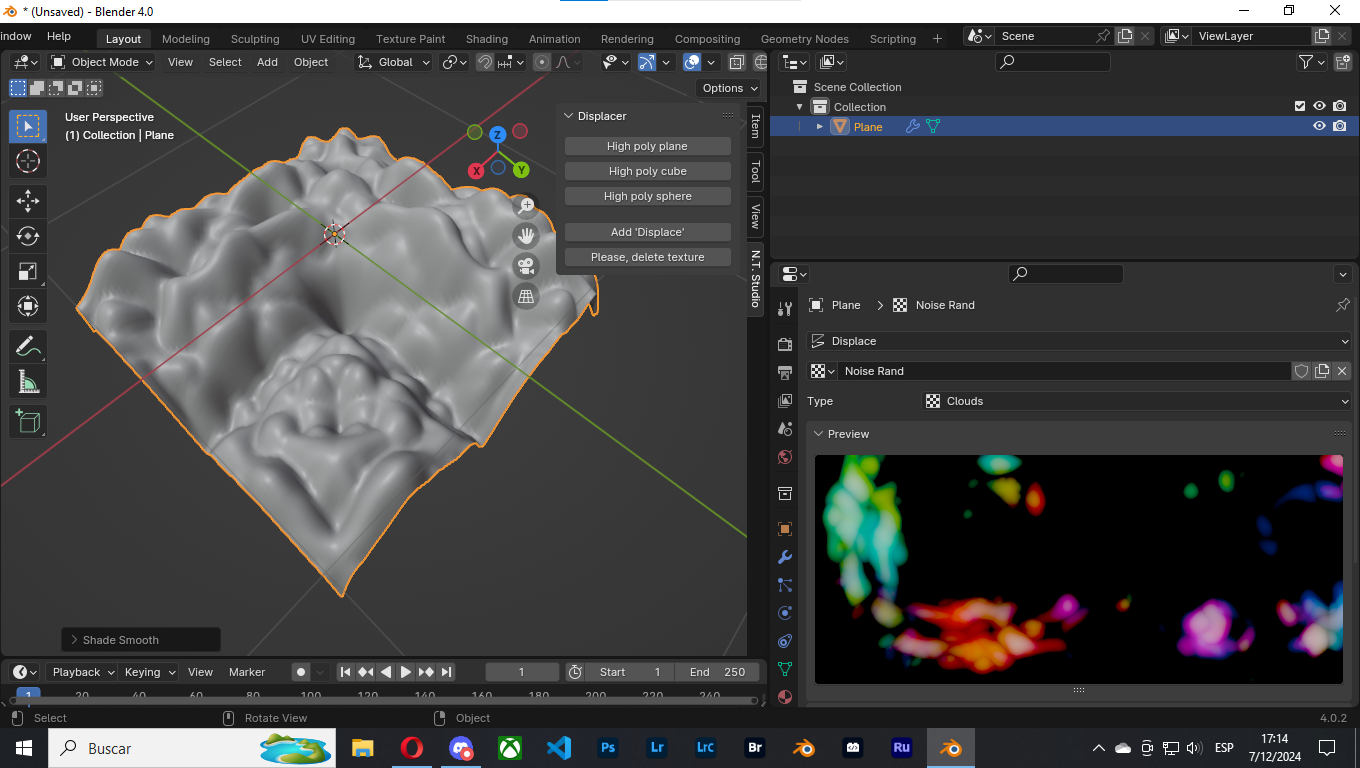 * (Unsaved) - Blender 4.0
indow Help Layout Modeling Sculpting UV Editing Texture Paint Shading Animation Rendering Compositing Geometry Nodes Scripting + Scene ViewLayer
Object Mode View Select Add Object Global
Options
User Perspective
(1) Collection | Plane
Z
X
Y
Displacer
High poly plane
High poly cube
High poly sphere
Add 'Displace'
Please, delete texture
Item
Tool
View
N.T. Studio
Shade Smooth
Scene Collection
Collection
Plane
Plane Noise Rand
Displace
Noise Rand
Type Clouds
Preview
Playback Keying View Marker 1 Start 1 End 250
1 20 40 60 80 100 120 140 160 180 200 220 240
Select Rotate View Object 4.0.2
Buscar Ps Lr Lrc Br Ru ESP 17:14
7/12/2024